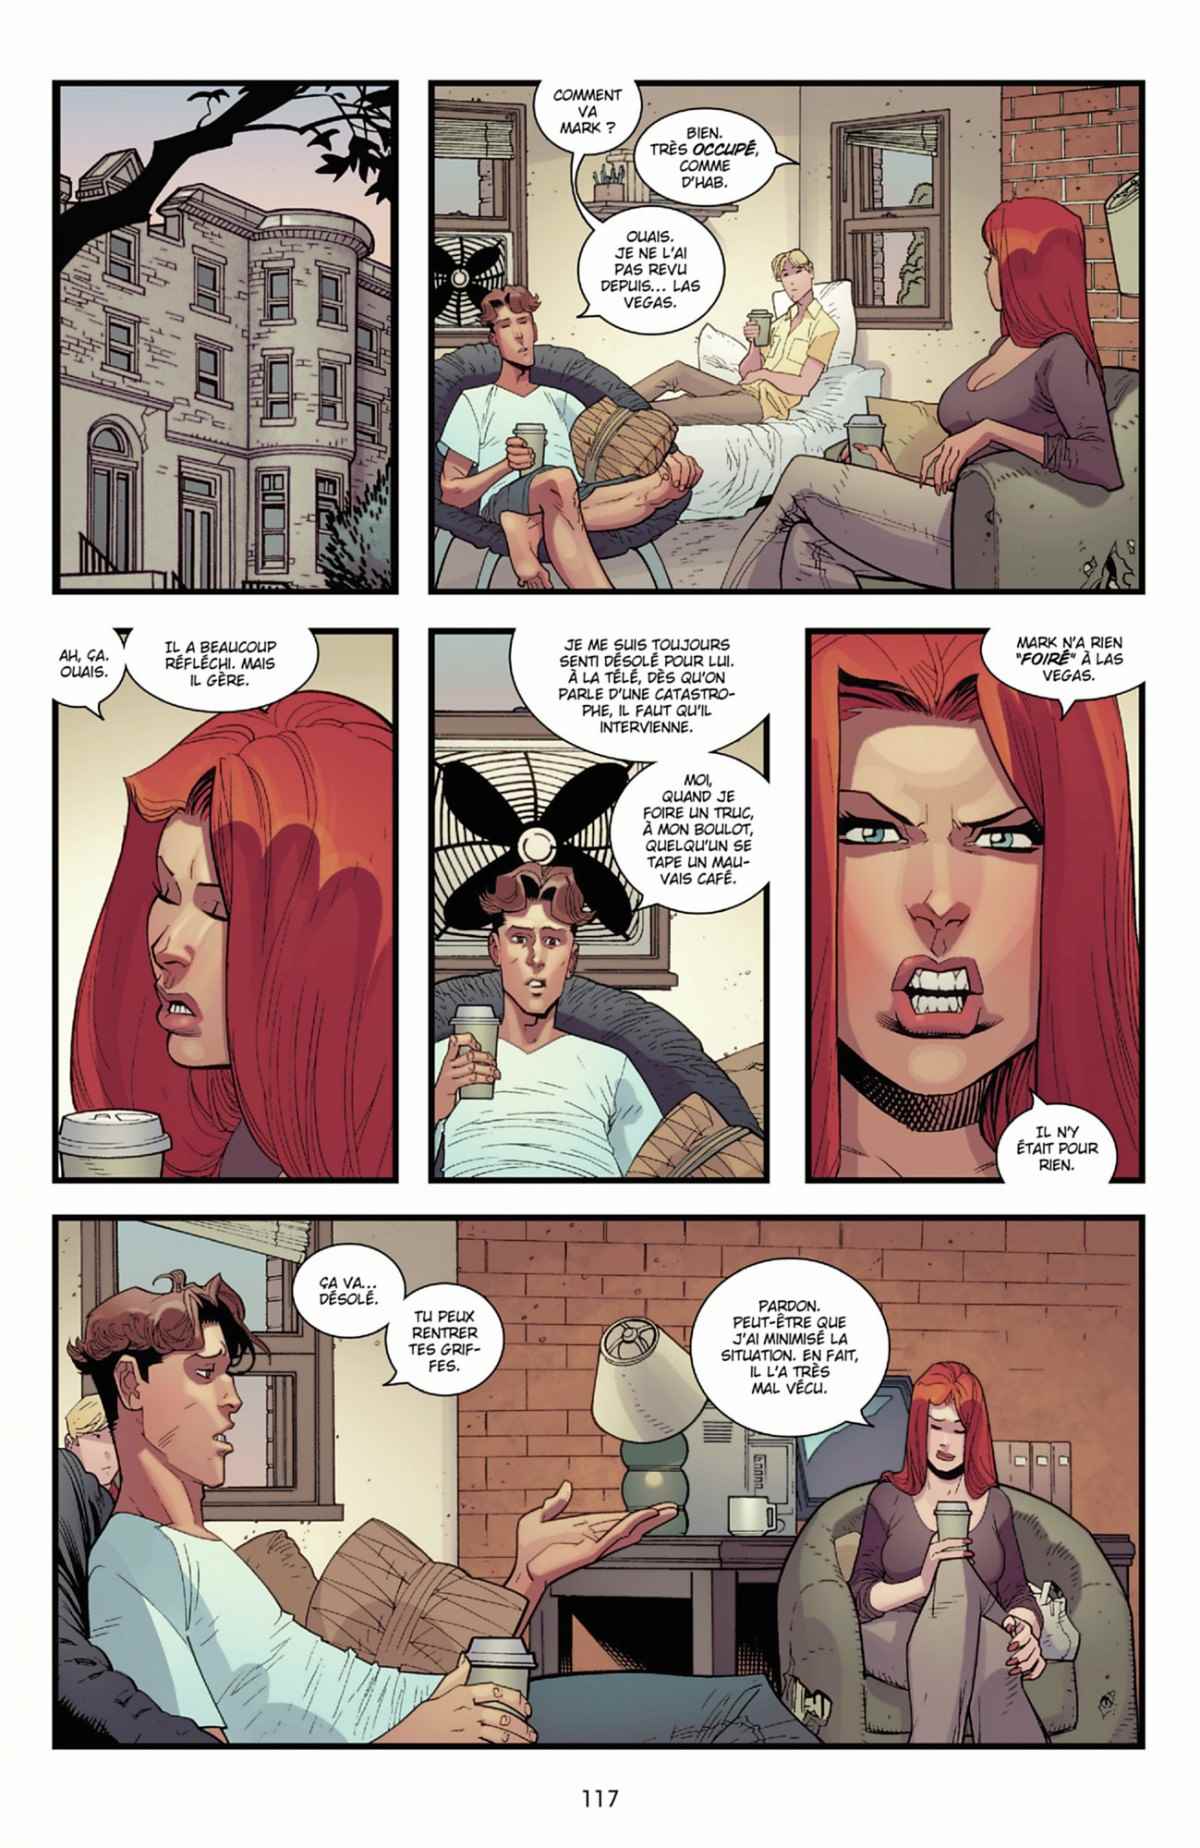 COMMENT
VA
MARK ?
BIEN.
TRÈS OCCUPÉ,
COMME
D'HAB.
OUAIS.
JE NE L'AI
PAS REVU
DEPUIS... LAS
VEGAS.
AH, ÇA.
OUAIS.
IL A BEAUCOUP
RÉFLÉCHI. MAIS
IL GÈRE.
JE ME SUIS TOUJOURS
SENTI DÉSOLÉ POUR LUI.
À LA TÉLÉ, DÈS QU'ON
PARLE D'UNE CATASTRO-
PHE, IL FAUT QU'IL
INTERVIENNE.
MOI,
QUAND JE
FOIRE UN TRUC,
À MON BOULOT,
QUELQU'UN SE
TAPE UN MAU-
VAIS CAFÉ.
MARK N'A RIEN
"FOIRÉ" À LAS
VEGAS.
IL N'Y
ÉTAIT POUR
RIEN.
ÇA VA...
DÉSOLÉ.
TU PEUX
RENTRER
TES GRIF-
FES.
PARDON.
PEUT-ÊTRE QUE
J'AI MINIMISÉ LA
SITUATION. EN FAIT,
IL L'A TRÈS
MAL VÉCU.
117